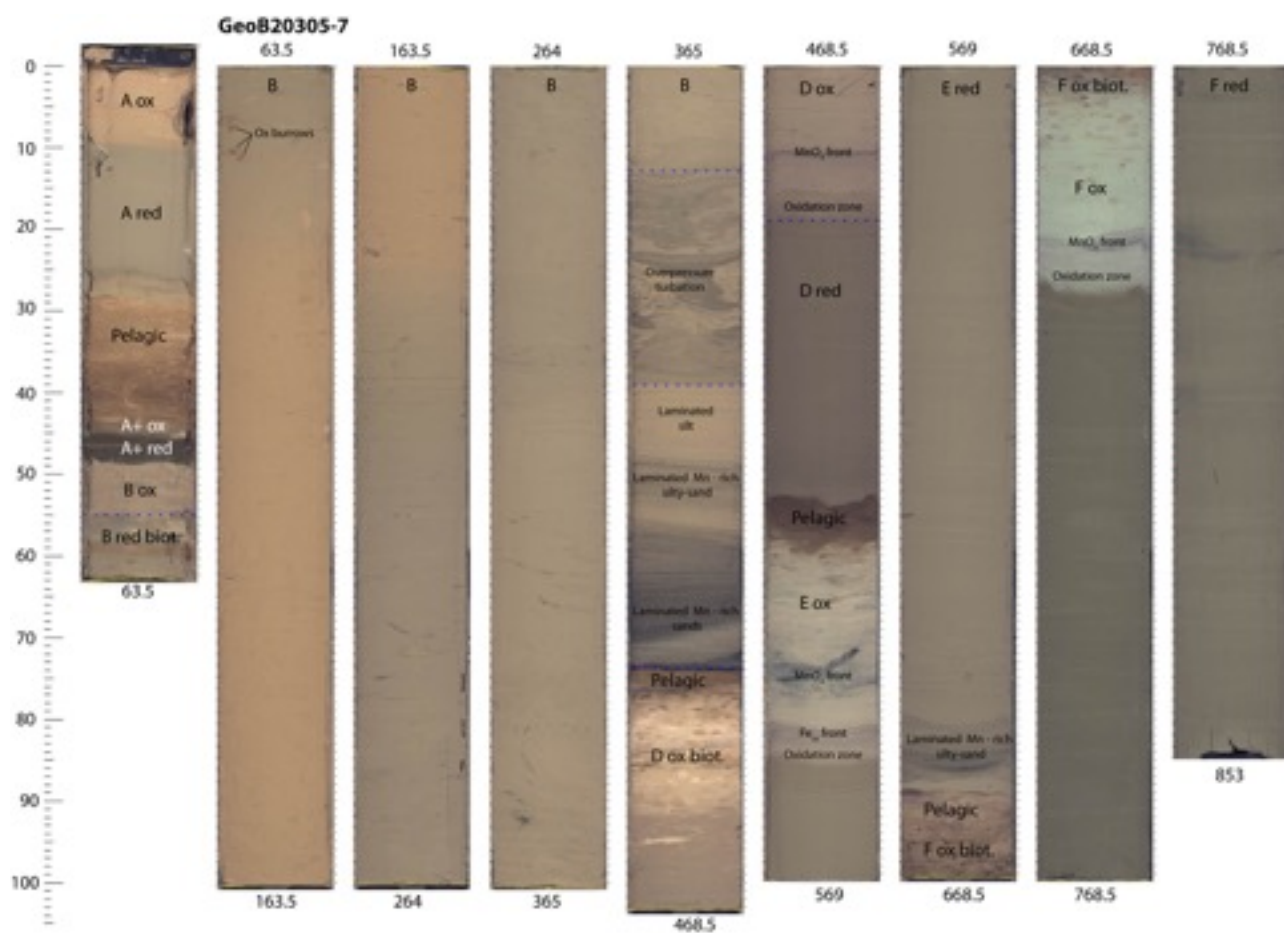 GeoB20305-7
63.5 163.5 264 365 468.5 569 668.5 768.5
0
10
20
30
40
50
60
70
80
90
100
A ox
A red
Pelagic
A+ ox
A+ red
B ox
B red biot.
63.5
B
Ox burrows
163.5
B
264
B
365
B
Overpressure
turbation
Laminated
silt
Laminated Mn - rich
silty-sand
Laminated Mn - rich
sands
Pelagic
D ox biot.
468.5
D ox
MnO₂ front
Oxidation zone
D red
Pelagic
E ox
MnO₂ front
front
Oxidation zone
569
E red
Laminated Mn - rich
silty-sand
Pelagic
F ox biot.
668.5
F ox biot.
F ox
MnO₂ front
Oxidation zone
768.5
F red
853